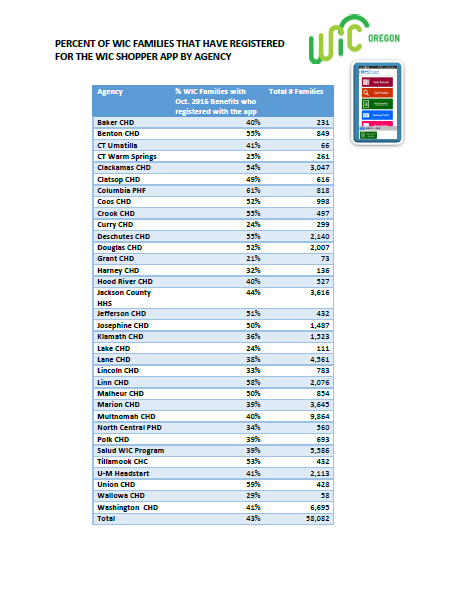 PERCENT OF WIC FAMILIES THAT HAVE REGISTERED
FOR THE WIC SHOPPER APP BY AGENCY
WIC OREGON
Agency % WIC Families with Total # Families
Oct. 2016 Benefits who
registered with the app
Baker CHD 40% 231
Benton CHD 55% 849
CT Umatilla 41% 66
CT Warm Springs 25% 261
Clackamas CHD 54% 3,047
Clatsop CHD 49% 616
Columbia PHF 61% 818
Coos CHD 52% 998
Crook CHD 55% 497
Curry CHD 24% 299
Deschutes CHD 55% 2,140
Douglas CHD 52% 2,007
Grant CHD 21% 73
Harney CHD 32% 136
Hood River CHD 40% 527
Jackson County 44% 3,616
HHS
Jefferson CHD 51% 432
Josephine CHD 50% 1,487
Klamath CHD 36% 1,523
Lake CHD 24% 111
Lane CHD 38% 4,561
Lincoln CHD 33% 783
Linn CHD 58% 2,076
Malheur CHD 50% 854
Marion CHD 39% 3,645
Multnomah CHD 40% 9,864
North Central PHD 34% 560
Polk CHD 39% 693
Salud WIC Program 39% 5,586
Tillamook CHC 53% 432
U-M Headstart 41% 2,113
Union CHD 59% 428
Wallowa CHD 29% 58
Washington CHD 41% 6,695
Total 43% 58,082